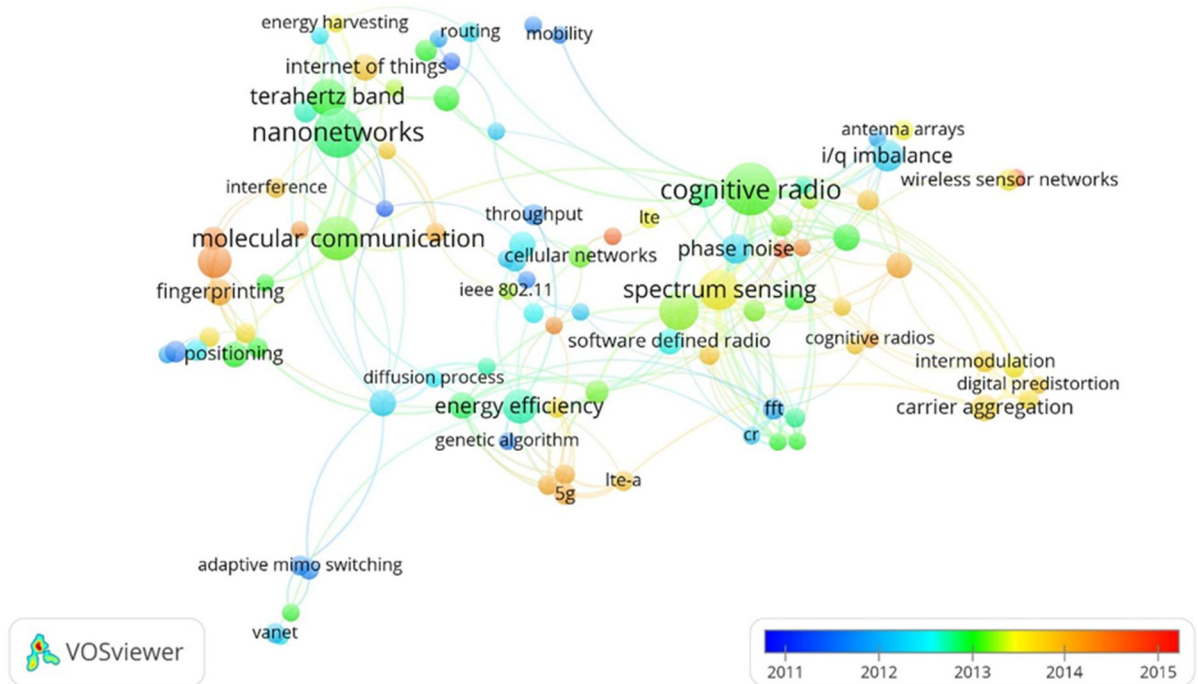 energy harvesting
routing
mobility
internet of things
terahertz band
nanonetworks
antenna arrays
i/q imbalance
wireless sensor networks
interference
cognitive radio
throughput
lte
molecular communication
phase noise
cellular networks
fingerprinting
ieee 802.11
spectrum sensing
software defined radio
cognitive radios
positioning
intermodulation
diffusion process
digital predistortion
energy efficiency
fft
carrier aggregation
cr
genetic algorithm
lte-a
5g
adaptive mimo switching
vanet
VOSviewer
2011 2012 2013 2014 2015